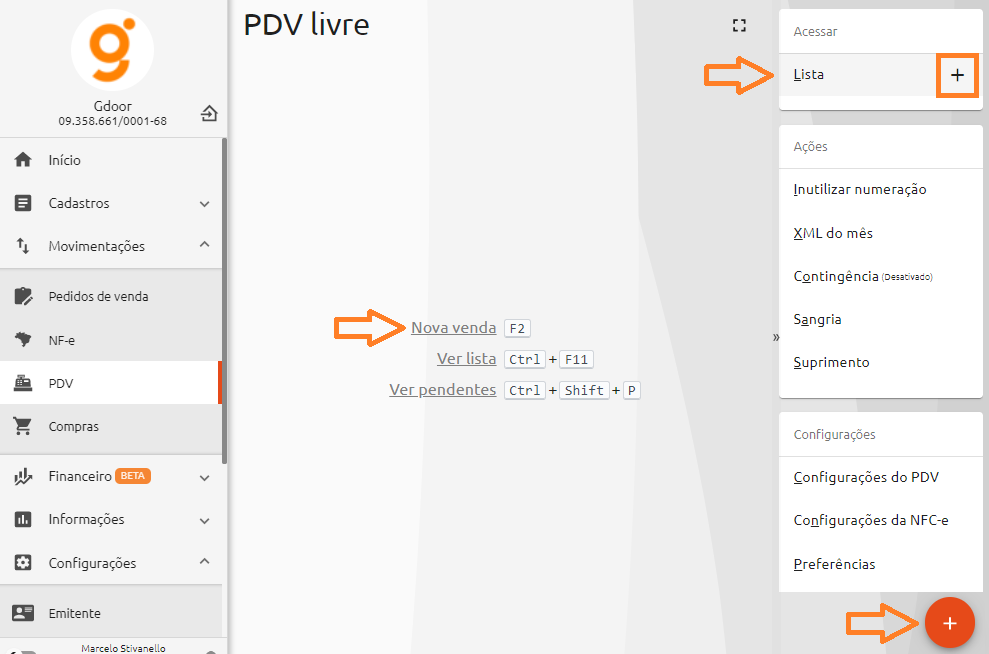 Gdoor
09.358.661/0001-68
Início
Cadastros
Movimentações
Pedidos de venda
NF-e
PDV
Compras
Financeiro BETA
Informações
Configurações
Emitente
Marcelo Stivanello
PDV livre
Nova venda F2
Ver lista Ctrl + F11
Ver pendentes Ctrl + Shift + P
»
Acessar
Lista +
Ações
Inutilizar numeração
XML do mês
Contingência (Desativado)
Sangria
Suprimento
Configurações
Configurações do PDV
Configurações da NFC-e
Preferências
+